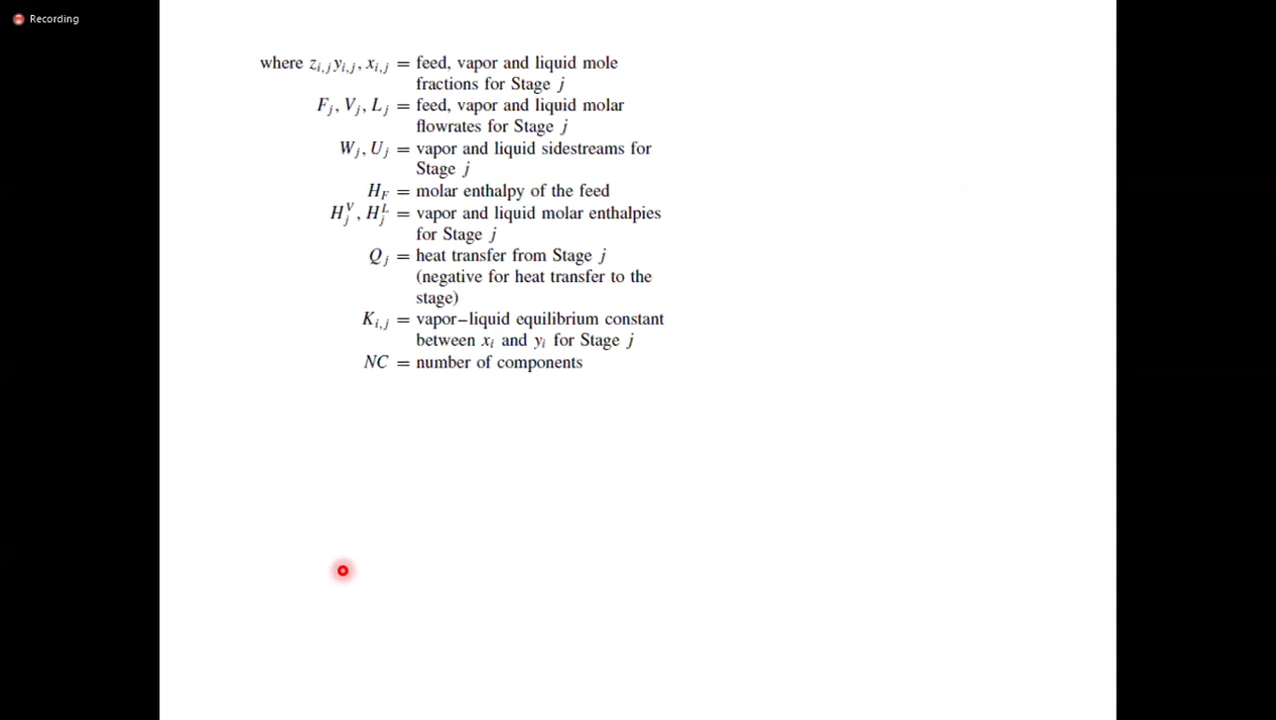 Recording
where z_{i,j} y_{i,j}, x_{i,j} = feed, vapor and liquid mole
fractions for Stage j
F_j, V_j, L_j = feed, vapor and liquid molar
flowrates for Stage j
W_j, U_j = vapor and liquid sidestreams for
Stage j
H_F = molar enthalpy of the feed
H_j^V, H_j^L = vapor and liquid molar enthalpies
for Stage j
Q_j = heat transfer from Stage j
(negative for heat transfer to the
stage)
K_{i,j} = vapor–liquid equilibrium constant
between x_i and y_i for Stage j
NC = number of components